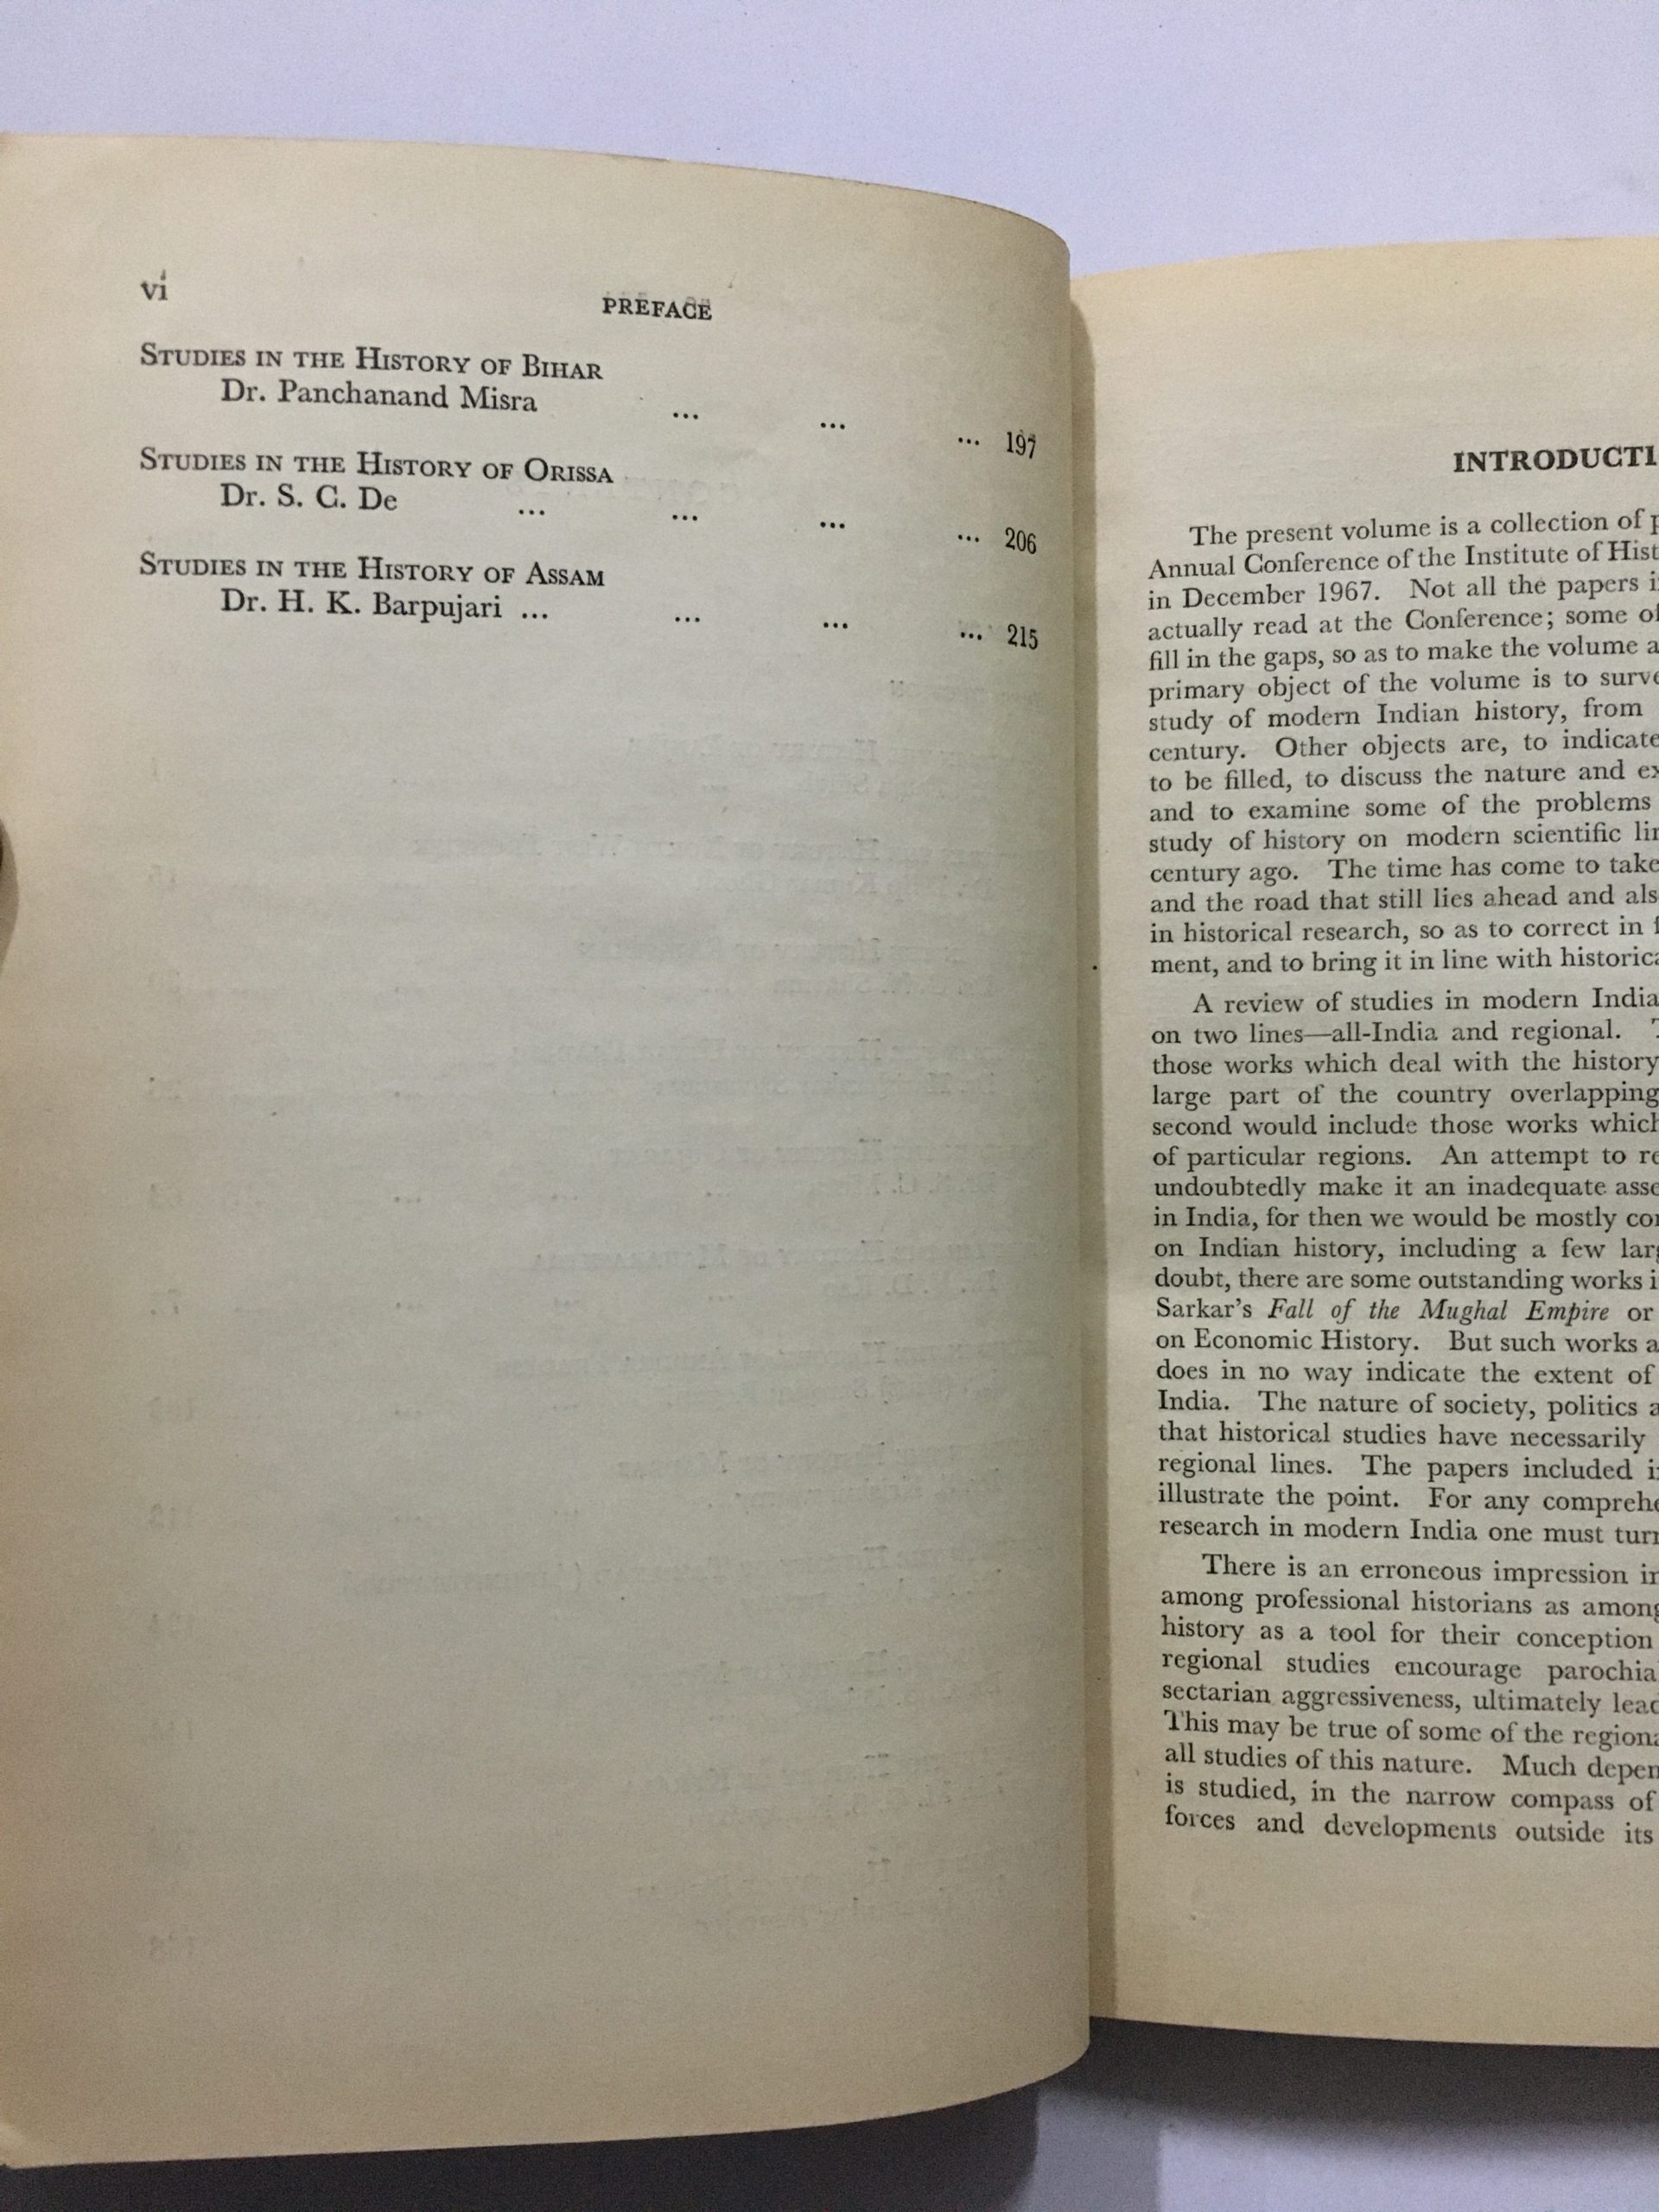 vi
PREFACE
STUDIES IN THE HISTORY OF BIHAR
Dr. Panchanand Misra ... ... ... 197
STUDIES IN THE HISTORY OF ORISSA
Dr. S. C. De ... ... ... ... 206
STUDIES IN THE HISTORY OF ASSAM
Dr. H. K. Barpujari ... ... ... ... 215
INTRODUCTI
The present volume is a collection of
Annual Conference of the Institute of Hist
in December 1967. Not all the papers
actually read at the Conference; some
fill in the gaps, so as to make the volume a
primary object of the volume is to surve
study of modern Indian history, from
century. Other objects are, to indicate
to be filled, to discuss the nature and
and to examine some of the problems
study of history on modern scientific
century ago. The time has come to take
and the road that still lies ahead and als
in historical research, so as to correct in
ment, and to bring it in line with historica
A review of studies in modern India
on two lines—all-India and regional.
those works which deal with the history
large part of the country overlapping
second would include those works which
of particular regions. An attempt to
undoubtedly make it an inadequate asse
in India, for then we would be mostly
on Indian history, including a few larg
doubt, there are some outstanding works
Sarkar's Fall of the Mughal Empire or
on Economic History. But such works a
does in no way indicate the extent of
India. The nature of society, politics a
that historical studies have necessarily
regional lines. The papers included
illustrate the point. For any comprehe
research in modern India one must turn
There is an erroneous impression
among professional historians as among
history as a tool for their conception
regional studies encourage parochia
sectarian aggressiveness, ultimately lead
This may be true of some of the regiona
all studies of this nature. Much depen
is studied, in the narrow compass of
forces and developments outside its